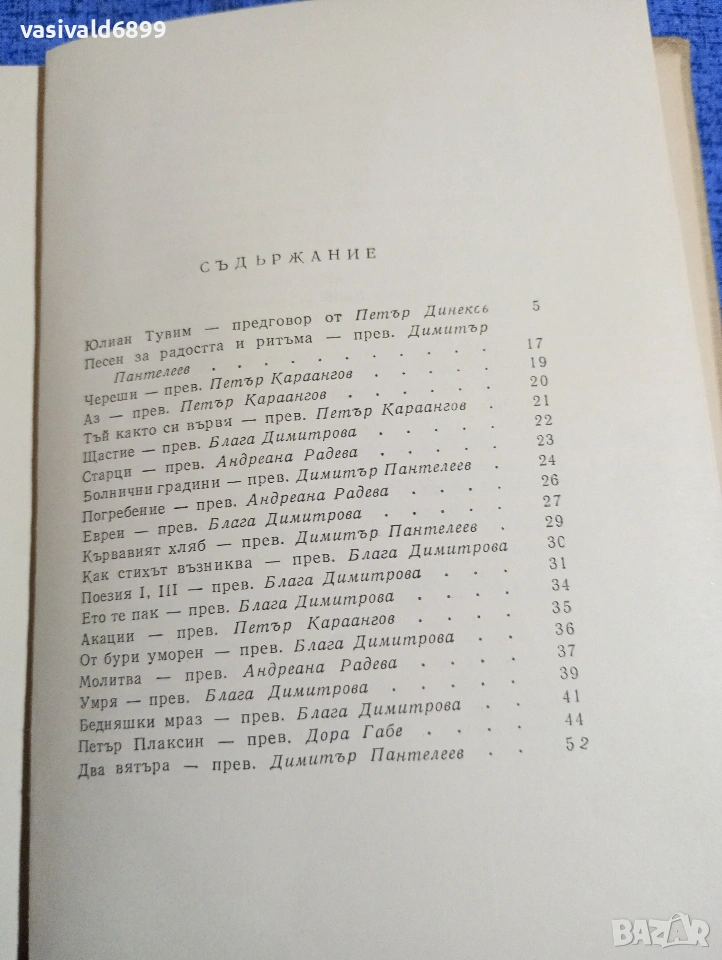 vasivald6899
СЪДЪРЖАНИЕ
Юлиан Тувим — предговор от Петър Динексь 5
Песен за радостта и ритъма — прев. Димитър
Пантелеев . . . . . . . . . . 17
Череши — прев. Петър Караангов . . . . 19
Аз — прев. Петър Караангов . . . . . 20
Тъй както си вървя — прев. Петър Караангов . 21
Щастие — прев. Блага Димитрова . . . . 22
Старци — прев. Андреана Радева . . . . 23
Болнични градини — прев. Димитър Пантелеев . 24
Погребение — прев. Андреана Радева . . . 26
Евреи — прев. Блага Димитрова . . . . 27
Кървавият хляб — прев. Димитър Пантелеев . 29
Как стихът възниква — прев. Блага Димитрова 30
Поезия I, III — прев. Блага Димитрова . . . 31
Ето те пак — прев. Блага Димитрова . . . 34
Акации — прев. Петър Караангов . . . . 35
От бури уморен — прев. Блага Димитрова . . 36
Молитва — прев. Андреана Радева . . . . 37
Умря — прев. Блага Димитрова . . . . 39
Бедняшки мраз — прев. Блага Димитрова . . 41
Петър Плаксин — прев. Дора Габе . . . . 44
Два вятъра — прев. Димитър Пантелеев . . 52
BAZAR